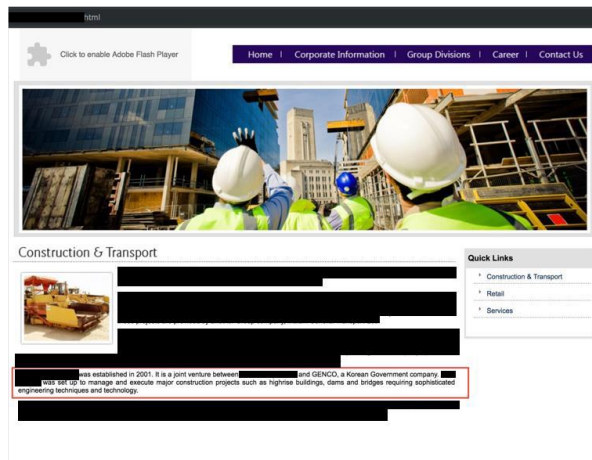 html
Click to enable Adobe Flash Player
Home | Corporate Information | Group Divisions | Career | Contact Us
Construction & Transport
Quick Links
Construction & Transport
Retail
Services
was established in 2001. It is a joint venture between and GENCO, a Korean Government company.
was set up to manage and execute major construction projects such as highrise buildings, dams and bridges requiring sophisticated
engineering techniques and technology.